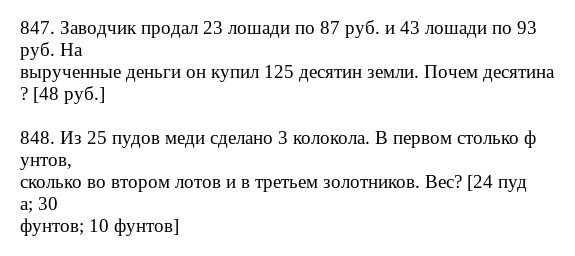 847. Заводчик продал 23 лошади по 87 руб. и 43 лошади по 93
руб. На
вырученные деньги он купил 125 десятин земли. Почем десятина
? [48 руб.]
848. Из 25 пудов меди сделано 3 колокола. В первом столько ф
унтов,
сколько во втором лотов и в третьем золотников. Вес? [24 пуд
а; 30
фунтов; 10 фунтов]